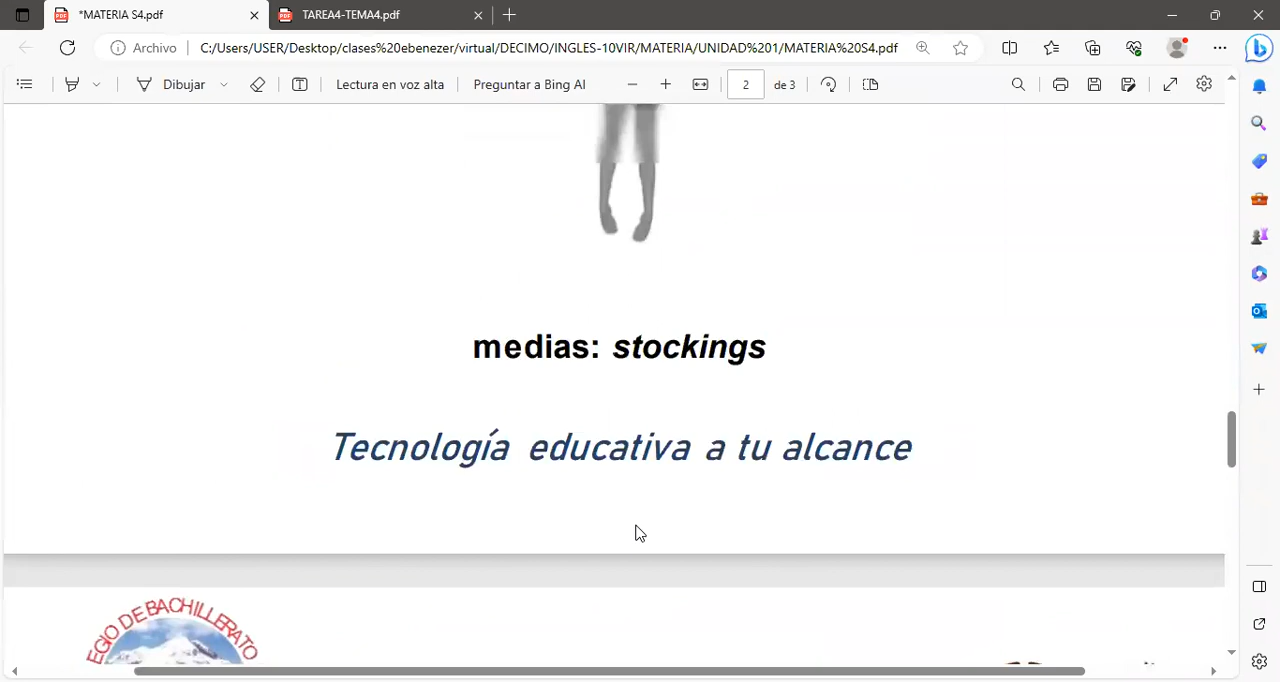 *MATERIA S4.pdf
TAREA4-TEMA4.pdf
Archivo
C:/Users/USER/Desktop/clases%20ebenezer/virtual/DECIMO/INGLES-10VIR/MATERIA/UNIDAD%201/MATERIA%20S4.pdf
Dibujar
Lectura en voz alta
Preguntar a Bing AI
2
de 3
medias: stockings
Tecnología educativa a tu alcance
EGIO DE BACHILLERATO